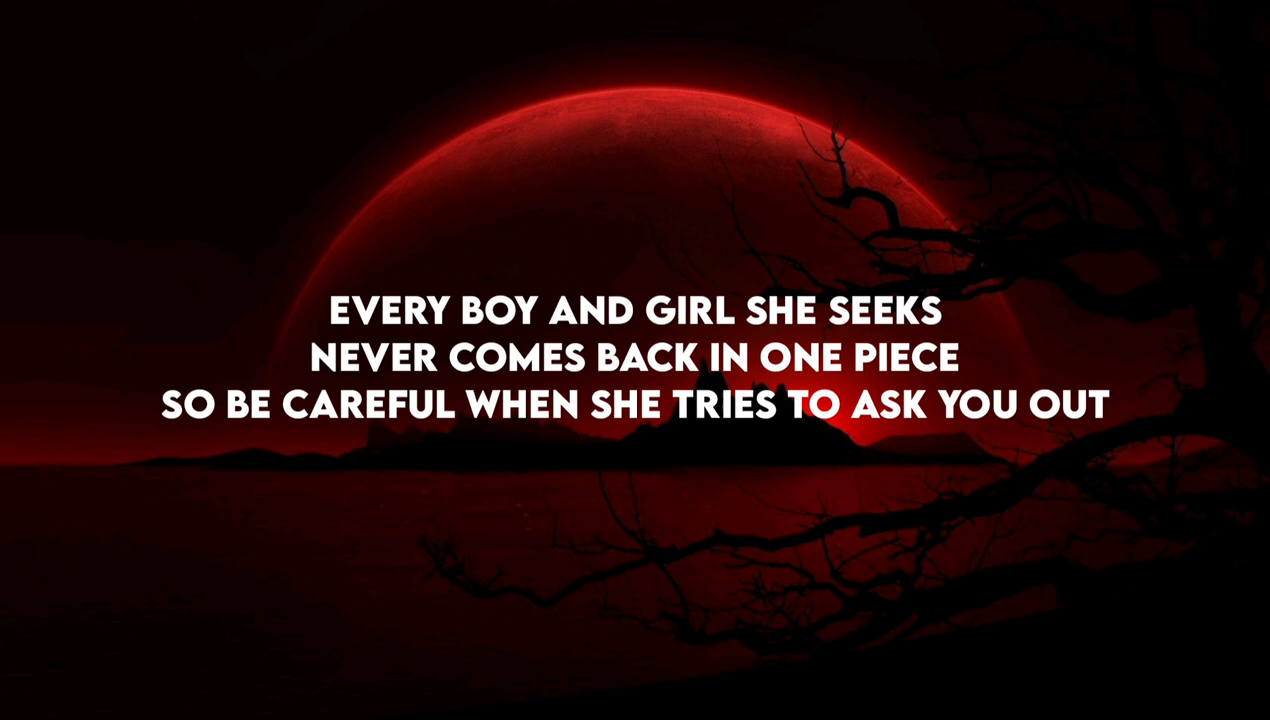 EVERY BOY AND GIRL SHE SEEKS
NEVER COMES BACK IN ONE PIECE
SO BE CAREFUL WHEN SHE TRIES TO ASK YOU OUT